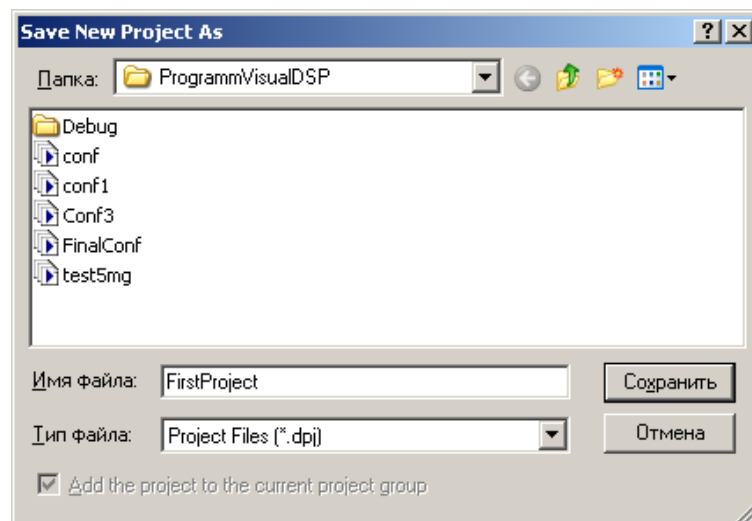 Save New Project As
Папка: ProgrammVisualDSP
Debug
conf
conf1
Conf3
FinalConf
test5mg
Имя файла: FirstProject Сохранить
Тип файла: Project Files (*.dpj) Отмена
Add the project to the current project group